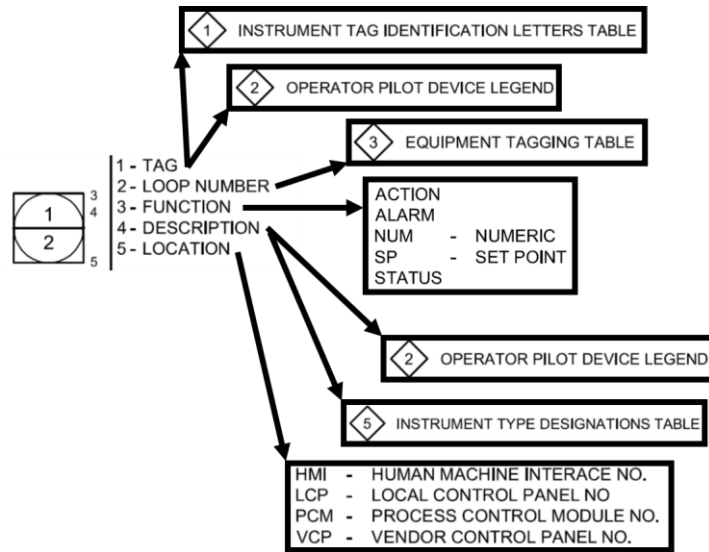 1 INSTRUMENT TAG IDENTIFICATION LETTERS TABLE
2 OPERATOR PILOT DEVICE LEGEND
3 EQUIPMENT TAGGING TABLE
1 - TAG
2 - LOOP NUMBER
3 - FUNCTION
4 - DESCRIPTION
5 - LOCATION
1
2
3
4
5
ACTION
ALARM
NUM - NUMERIC
SP - SET POINT
STATUS
2 OPERATOR PILOT DEVICE LEGEND
5 INSTRUMENT TYPE DESIGNATIONS TABLE
HMI - HUMAN MACHINE INTERACE NO.
LCP - LOCAL CONTROL PANEL NO
PCM - PROCESS CONTROL MODULE NO.
VCP - VENDOR CONTROL PANEL NO.